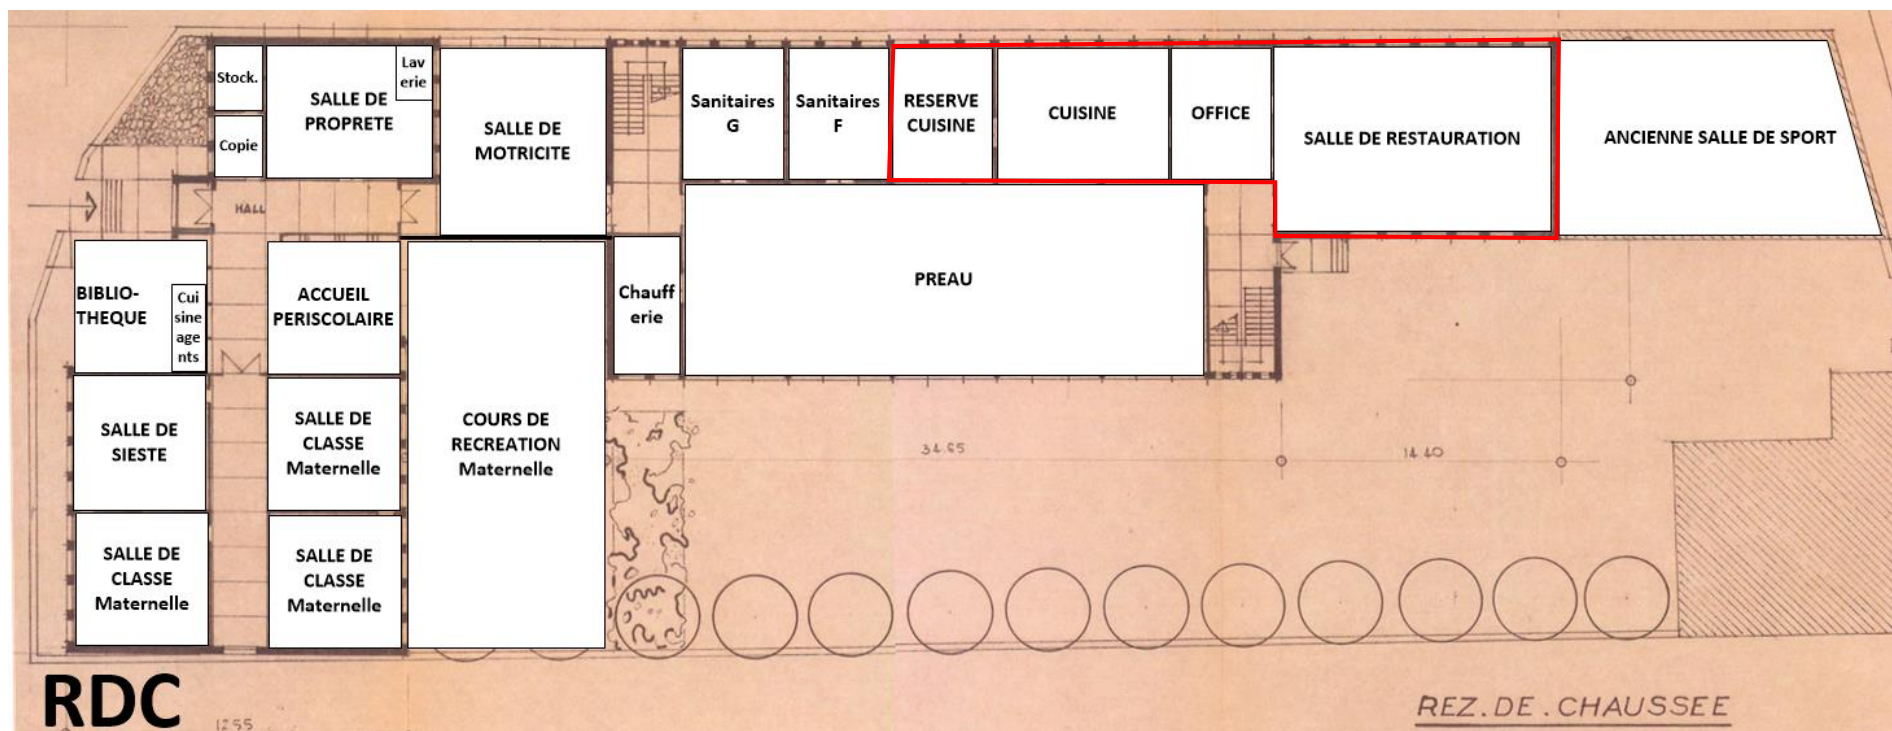 Stock.
Lav
erie
SALLE DE
PROPRETE
Copie
SALLE DE
MOTRICITE
Sanitaires
G
Sanitaires
F
RESERVE
CUISINE
CUISINE
OFFICE
SALLE DE RESTAURATION
ANCIENNE SALLE DE SPORT
HALL
BIBLIO-
THEQUE
Cui
sine
age
nts
ACCUEIL
PERISCOLAIRE
Chauff
erie
PREAU
SALLE DE
SIESTE
SALLE DE
CLASSE
Maternelle
COURS DE
RECREATION
Maternelle
34.65
14.40
SALLE DE
CLASSE
Maternelle
SALLE DE
CLASSE
Maternelle
RDC
12.55
REZ.DE.CHAUSSEE